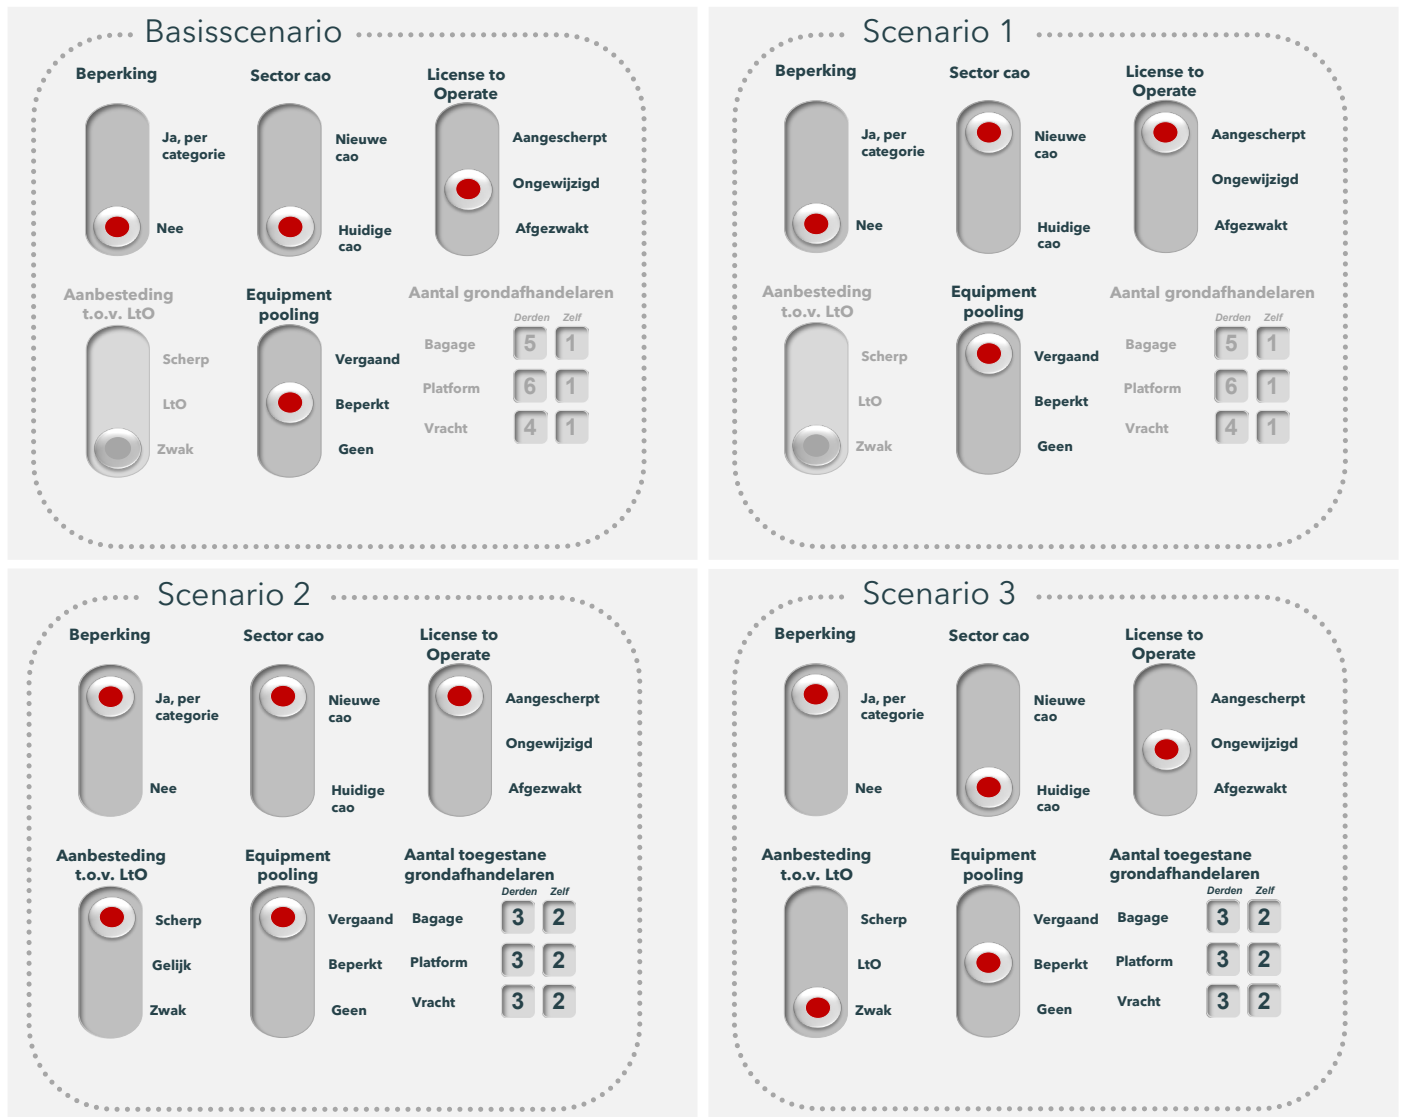 Basisscenario
Beperking
Sector cao
License to
Operate
Ja, per
categorie
Nieuwe
cao
Aangescherpt
Ongewijzigd
Nee
Huidige
cao
Afgezwakt
Aanbesteding
t.o.v. LtO
Equipment
pooling
Aantal grondafhandelaren
Derden Zelf
Scherp
Vergaand
Bagage 5 1
LtO
Beperkt
Platform 6 1
Zwak
Geen
Vracht 4 1
Scenario 1
Beperking
Sector cao
License to
Operate
Ja, per
categorie
Nieuwe
cao
Aangescherpt
Ongewijzigd
Nee
Huidige
cao
Afgezwakt
Aanbesteding
t.o.v. LtO
Equipment
pooling
Aantal grondafhandelaren
Derden Zelf
Scherp
Vergaand
Bagage 5 1
LtO
Beperkt
Platform 6 1
Zwak
Geen
Vracht 4 1
Scenario 2
Beperking
Sector cao
License to
Operate
Ja, per
categorie
Nieuwe
cao
Aangescherpt
Ongewijzigd
Nee
Huidige
cao
Afgezwakt
Aanbesteding
t.o.v. LtO
Equipment
pooling
Aantal toegestane
grondafhandelaren
Derden Zelf
Scherp
Vergaand
Bagage 3 2
Gelijk
Beperkt
Platform 3 2
Zwak
Geen
Vracht 3 2
Scenario 3
Beperking
Sector cao
License to
Operate
Ja, per
categorie
Nieuwe
cao
Aangescherpt
Ongewijzigd
Nee
Huidige
cao
Afgezwakt
Aanbesteding
t.o.v. LtO
Equipment
pooling
Aantal toegestane
grondafhandelaren
Derden Zelf
Scherp
Vergaand
Bagage 3 2
LtO
Beperkt
Platform 3 2
Zwak
Geen
Vracht 3 2